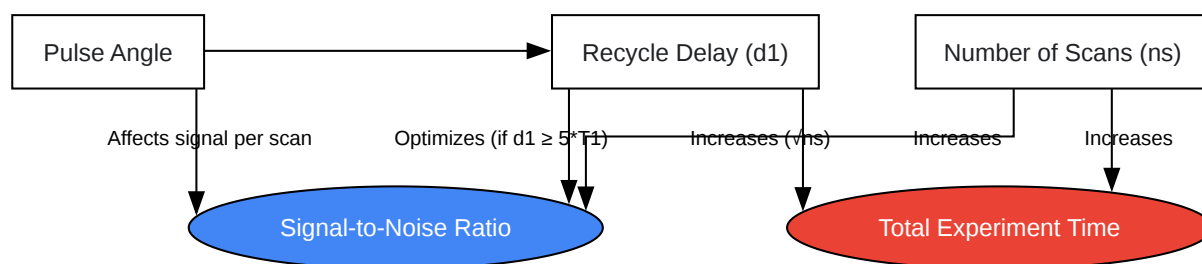 Pulse Angle
Recycle Delay (d1)
Number of Scans (ns)
Affects signal per scan
Optimizes (if d1 ≥ 5*T1)
Increases (√ns)
Increases
Increases
Signal-to-Noise Ratio
Total Experiment Time